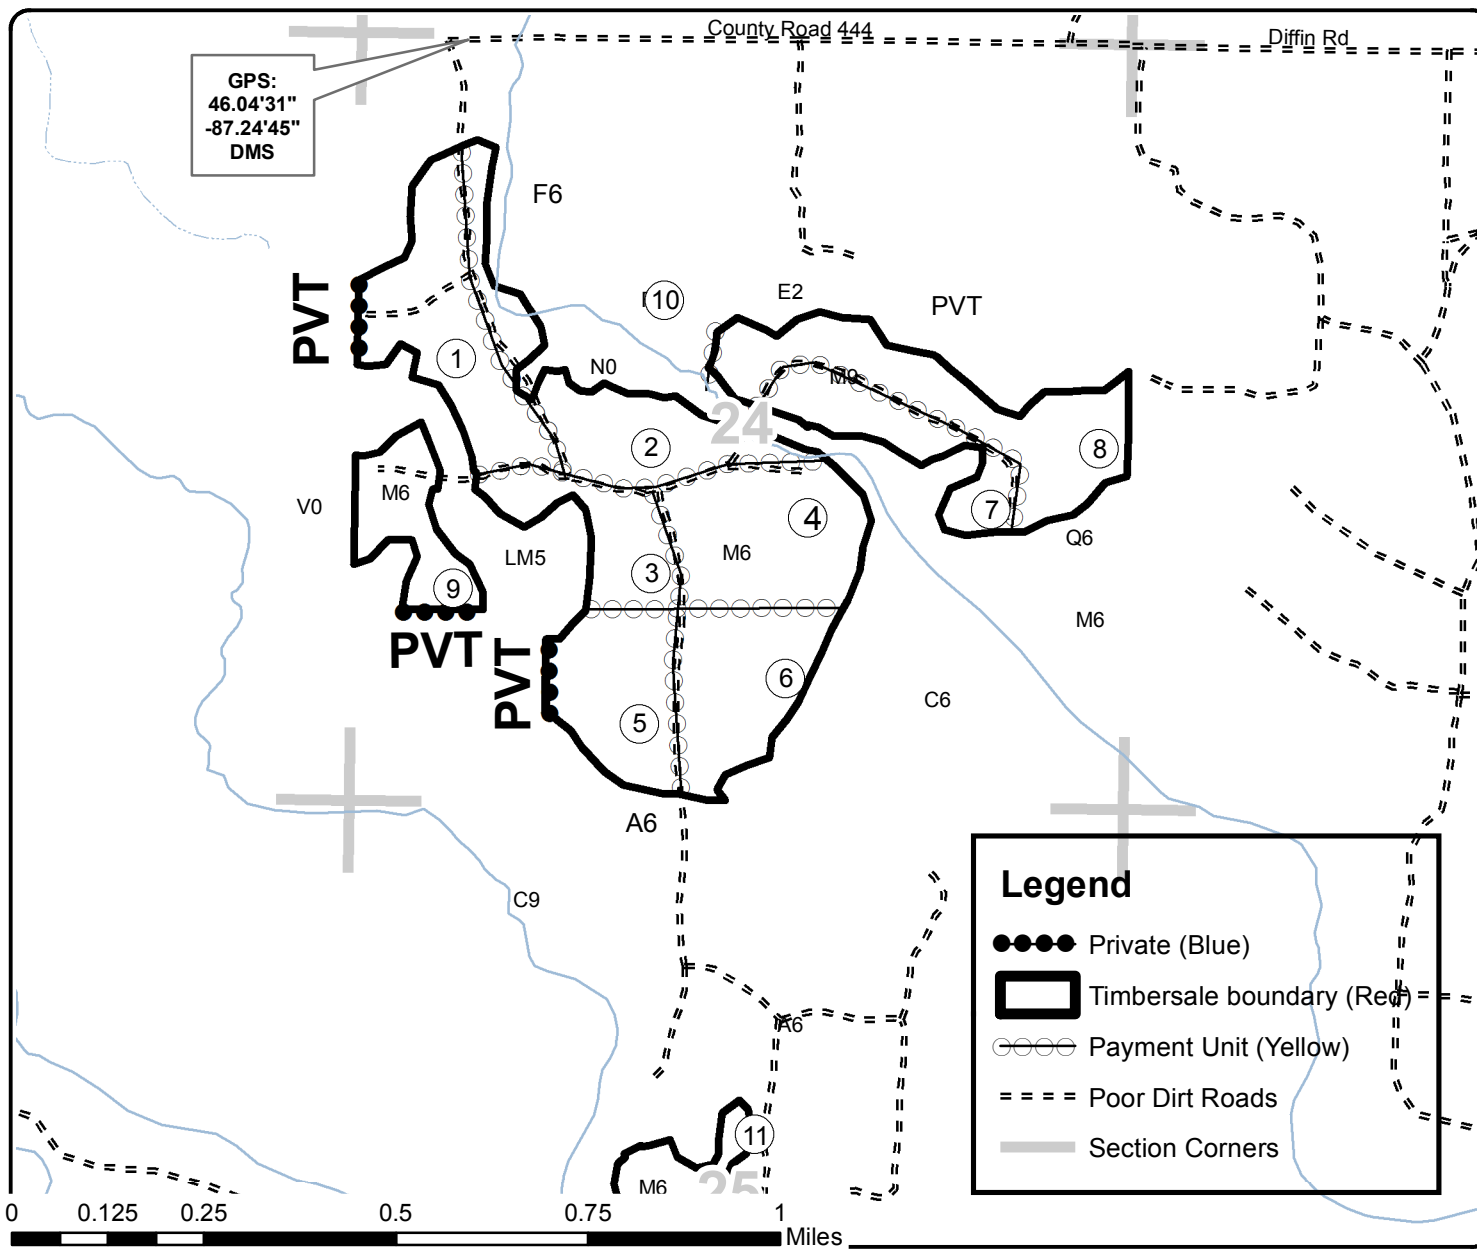 County Road 444
Diffin Rd
GPS:
46.04'31"
-87.24'45"
DMS
F6
PVT
10
E2
PVT
1
N0
M9
24
2
8
V0
M6
4
7
LM5
M6
Q6
3
9
PVT
M6
PVT
6
C6
5
A6
C9
A6
11
M6
25
Legend
Private (Blue)
Timbersale boundary (Red)
Payment Unit (Yellow)
Poor Dirt Roads
Section Corners
0 0.125 0.25 0.5 0.75 1
Miles